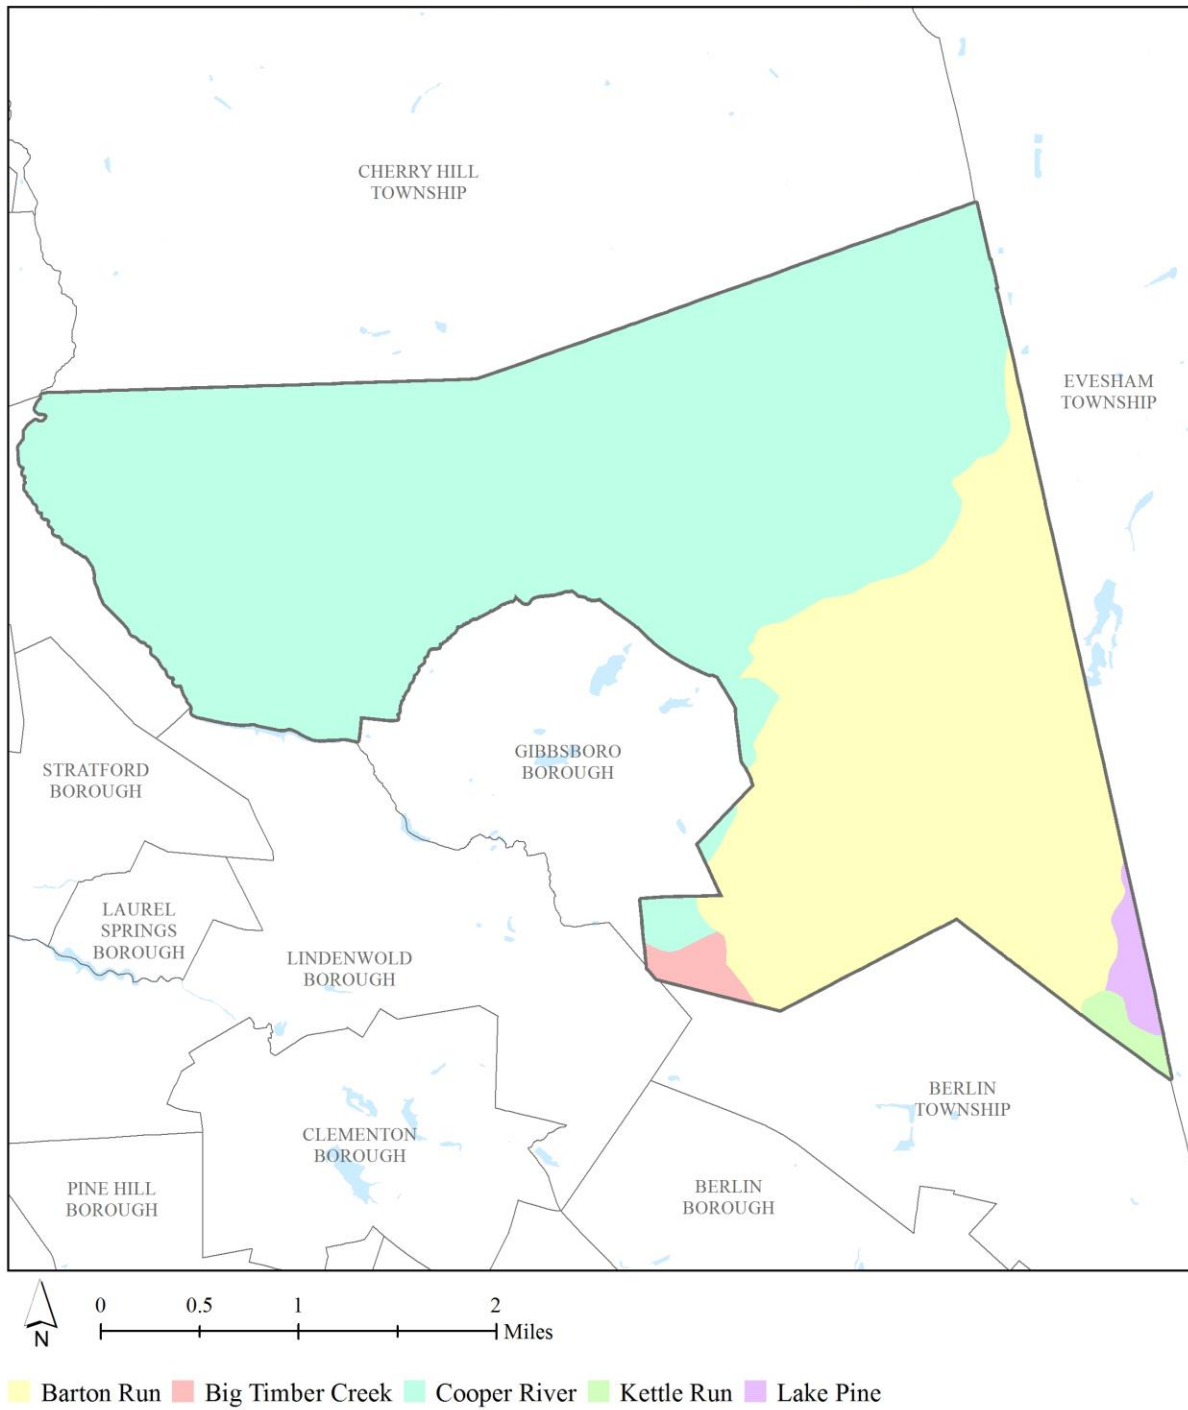 CHERRY HILL
TOWNSHIP
EVESHAM
TOWNSHIP
GIBBSBORO
BOROUGH
STRATFORD
BOROUGH
LAUREL
SPRINGS
BOROUGH
LINDENWOLD
BOROUGH
BERLIN
TOWNSHIP
CLEMENTON
BOROUGH
PINE HILL
BOROUGH
BERLIN
BOROUGH
0 0.5 1 2
Miles
N
Barton Run Big Timber Creek Cooper River Kettle Run Lake Pine